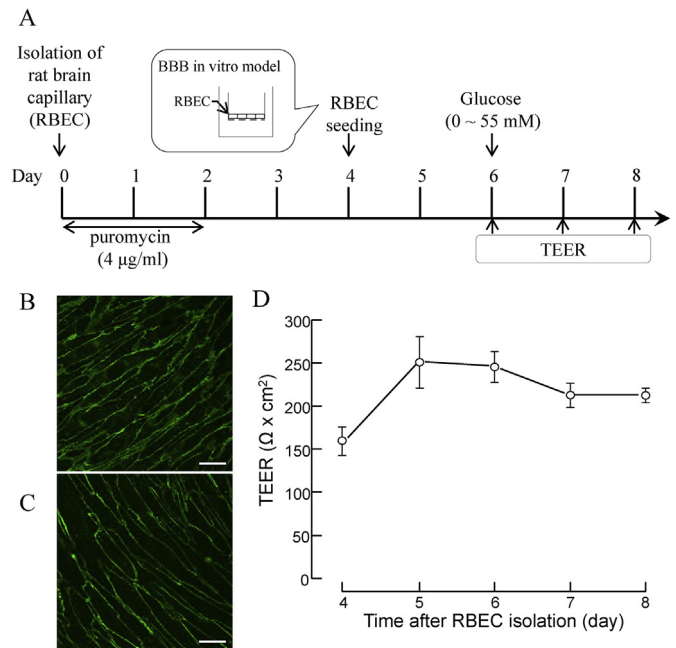 A
Isolation of
rat brain
capillary
(RBEC)
BBB in vitro model
RBEC
RBEC
seeding
Glucose
(0 ~ 55 mM)
Day 0 1 2 3 4 5 6 7 8
puromycin
(4 μg/ml)
TEER
B
C
D
TEER (Ω x cm²)
300
250
200
150
100
50
0
4 5 6 7 8
Time after RBEC isolation (day)